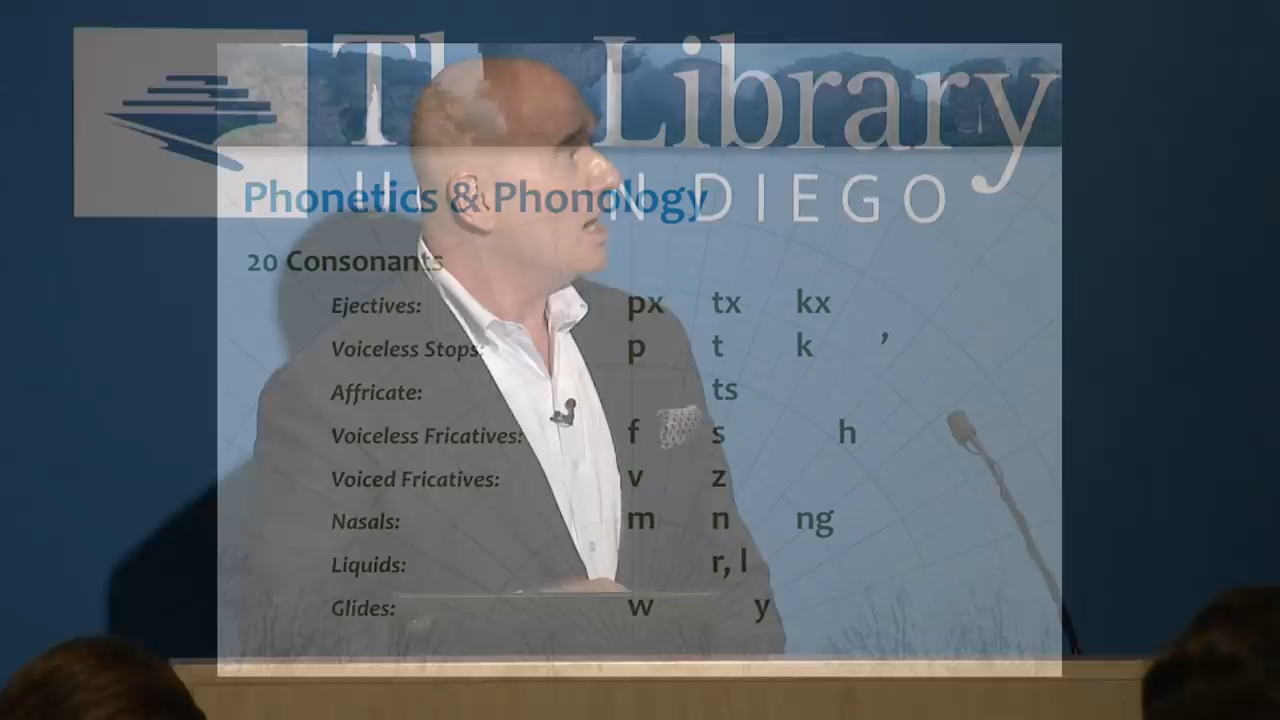 The Library
DIEGO
Phonetics & Phonology
20 Consonants
Ejectives: px tx kx
Voiceless Stops: p t k ’
Affricate: ts
Voiceless Fricatives: f s h
Voiced Fricatives: v z
Nasals: m n ng
Liquids: r, l
Glides: w y